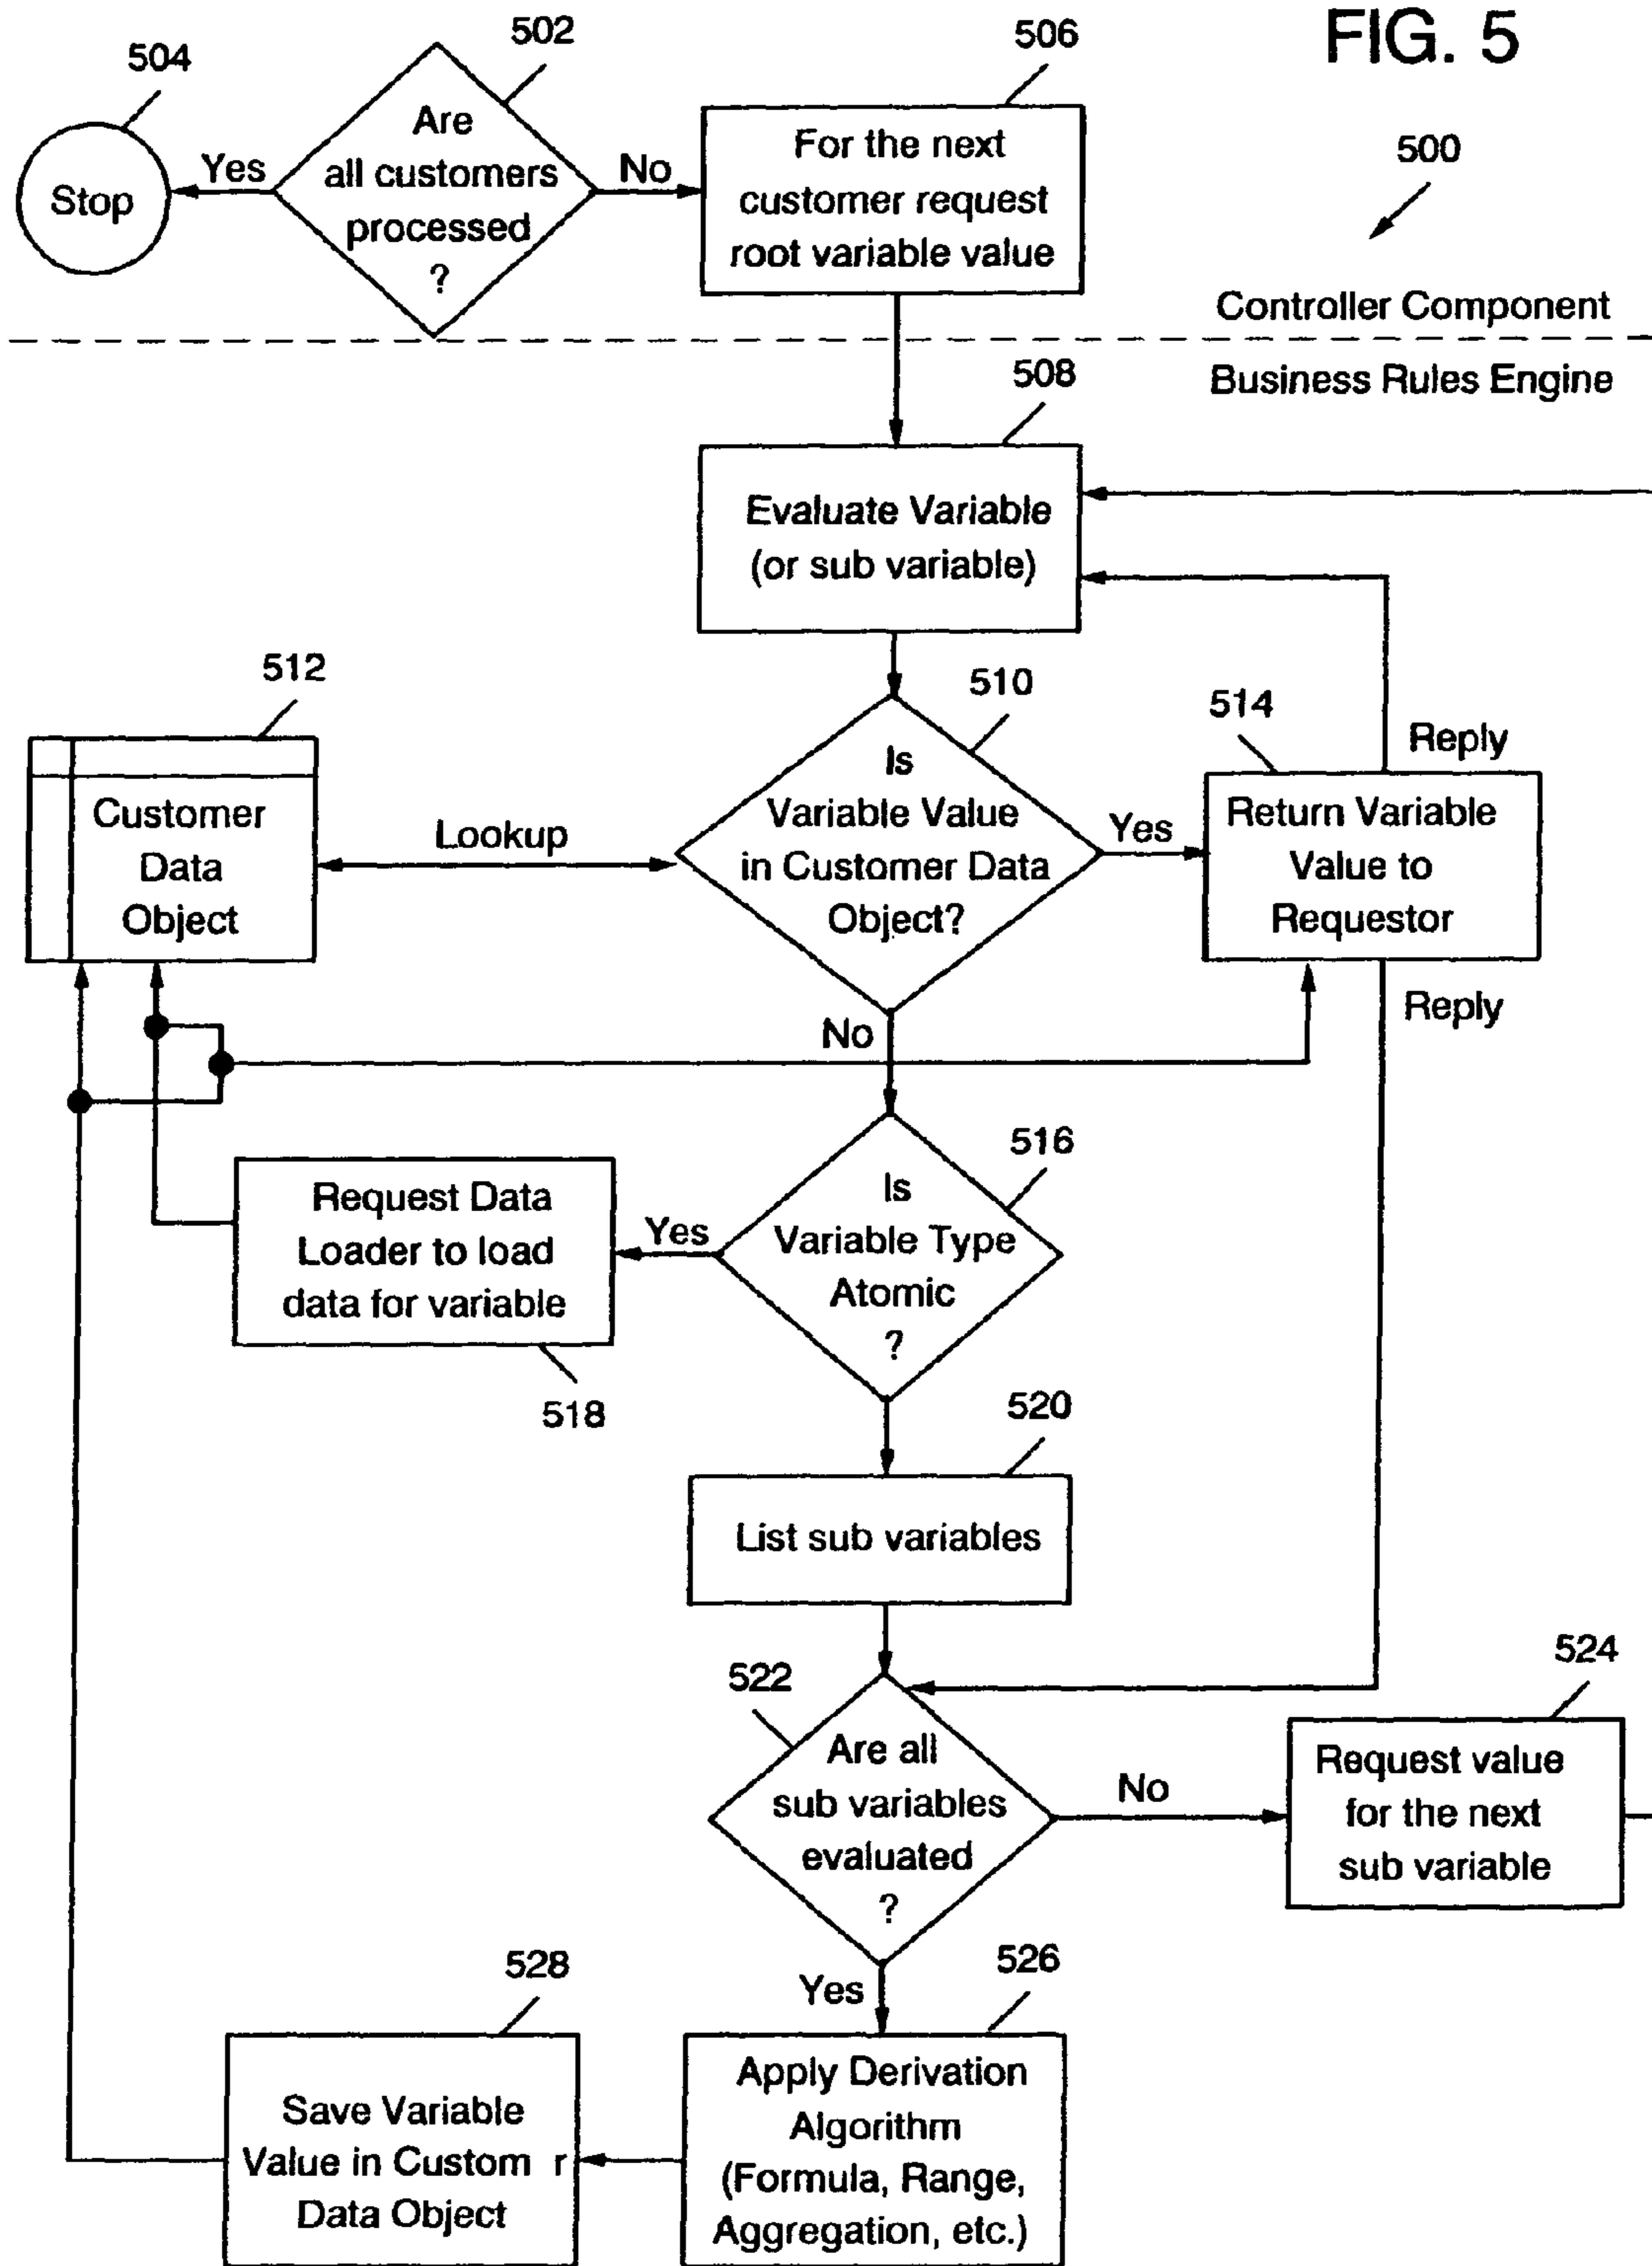 FIG. 5
502
504
506
Are
all customers
processed
?
Yes
No
Stop
For the next
customer request
root variable value
500
Controller Component
Business Rules Engine
508
Evaluate Variable
(or sub variable)
512
510
514
Reply
Customer
Data
Object
Lookup
Is
Variable Value
in Customer Data
Object?
Yes
Return Variable
Value to
Requestor
Reply
No
516
Request Data
Loader to load
data for variable
Yes
Is
Variable Type
Atomic
?
518
520
List sub variables
522
524
Are all
sub variables
evaluated
?
No
Request value
for the next
sub variable
528
Yes
526
Save Variable
Value in Custom r
Data Object
Apply Derivation
Algorithm
(Formula, Range,
Aggregation, etc.)